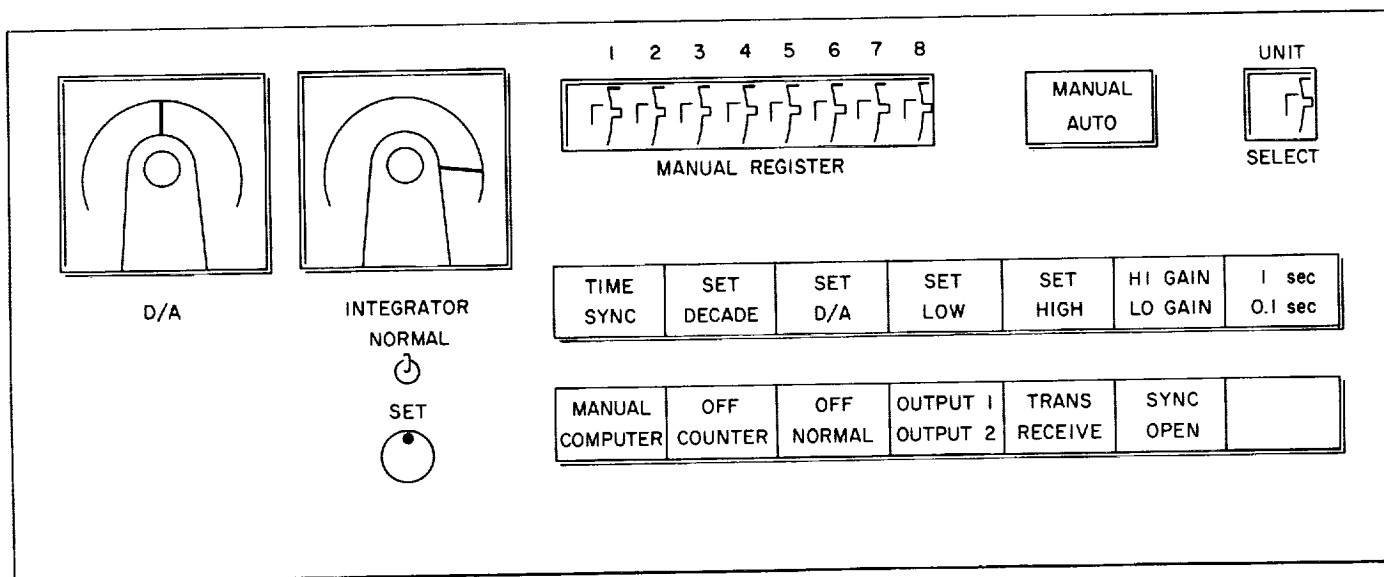 1 2 3 4 5 6 7 8
MANUAL REGISTER
MANUAL
AUTO
UNIT
SELECT
D/A
INTEGRATOR
NORMAL
SET
TIME
SYNC
SET
DECADE
SET
D/A
SET
LOW
SET
HIGH
HI GAIN
LO GAIN
1 sec
0.1 sec
MANUAL
COMPUTER
OFF
COUNTER
OFF
NORMAL
OUTPUT 1
OUTPUT 2
TRANS
RECEIVE
SYNC
OPEN